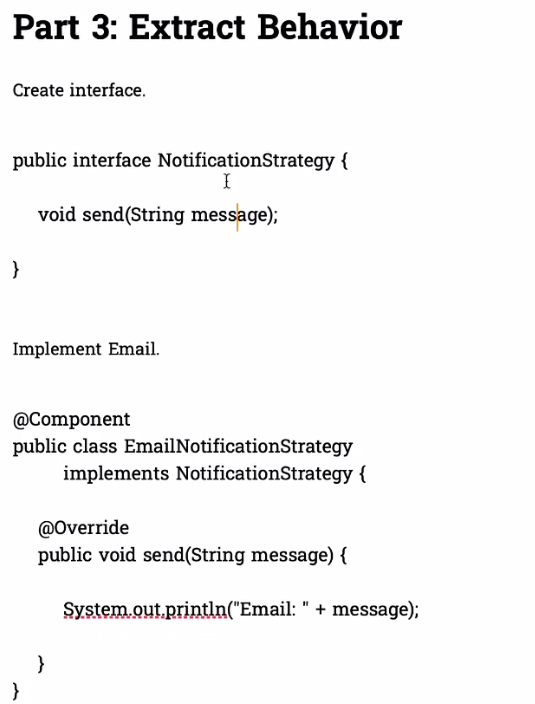 Part 3: Extract Behavior
Create interface.
public interface NotificationStrategy {
void send(String message);
}
Implement Email.
@Component
public class EmailNotificationStrategy
implements NotificationStrategy {
@Override
public void send(String message) {
System.out.println("Email: " + message);
}
}